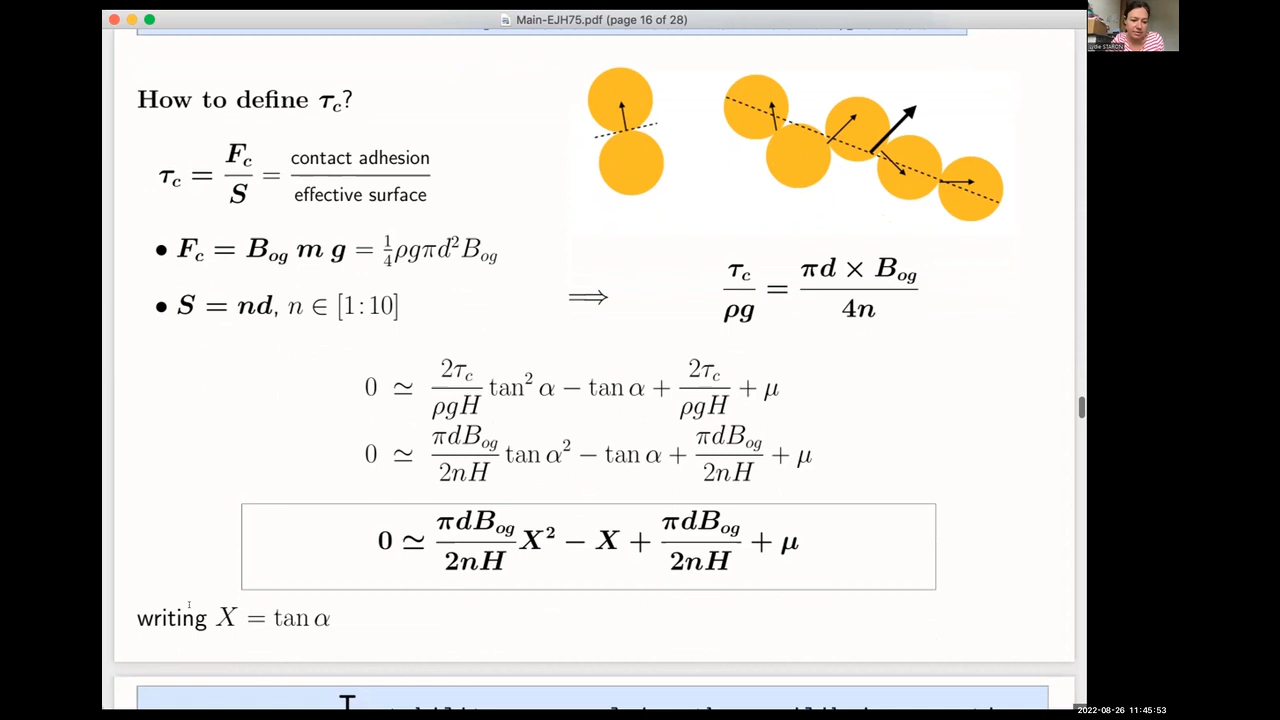 Main-EJH75.pdf (page 16 of 28)
Lydie STARON
How to define τ_c?
τ_c = F_c / S = contact adhesion / effective surface
• F_c = B_og m g = ¼ρgπd²B_og
• S = nd, n ∈ [1 : 10]
⟹ τ_c / ρg = πd × B_og / 4n
0 ≃ 2τ_c / ρgH tan² α − tan α + 2τ_c / ρgH + μ
0 ≃ πdB_og / 2nH tan α² − tan α + πdB_og / 2nH + μ
0 ≃ πdB_og / 2nH X² − X + πdB_og / 2nH + μ
writing X = tan α
2022-08-26 11:45:53